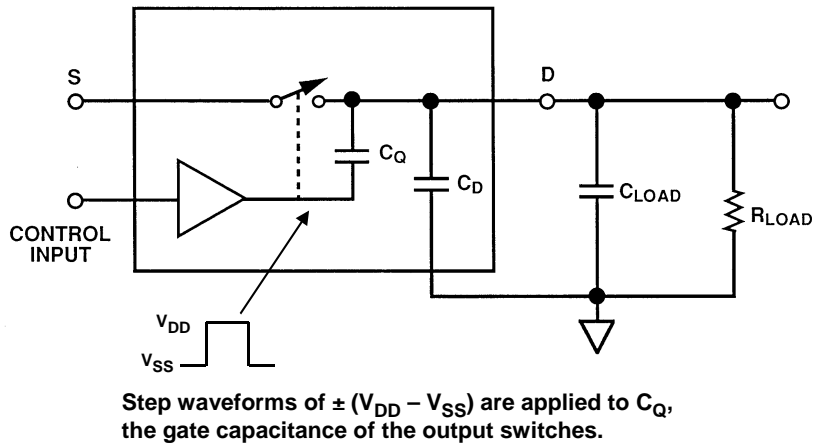 S
D
C_Q
C_D
C_LOAD
R_LOAD
CONTROL
INPUT
V_DD
V_SS
Step waveforms of ± (V_DD – V_SS) are applied to C_Q,
the gate capacitance of the output switches.